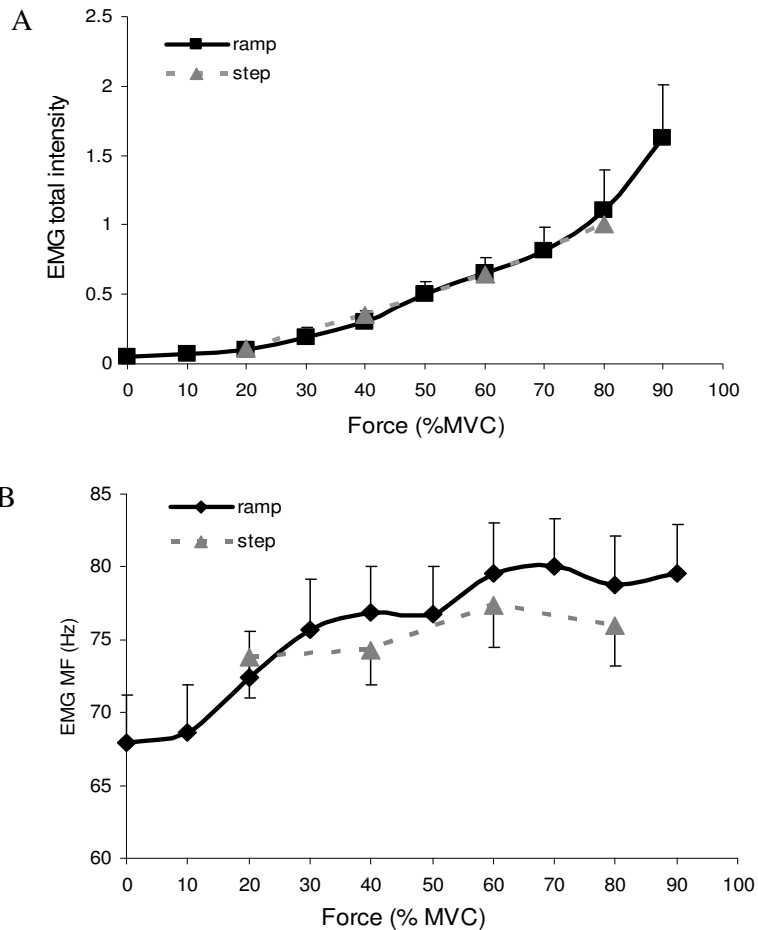 A
2.5
2
1.5
1
0.5
0
EMG total intensity
ramp
step
0 10 20 30 40 50 60 70 80 90 100
Force (%MVC)
B
85
80
75
70
65
60
EMG MF (Hz)
ramp
step
0 10 20 30 40 50 60 70 80 90 100
Force (% MVC)